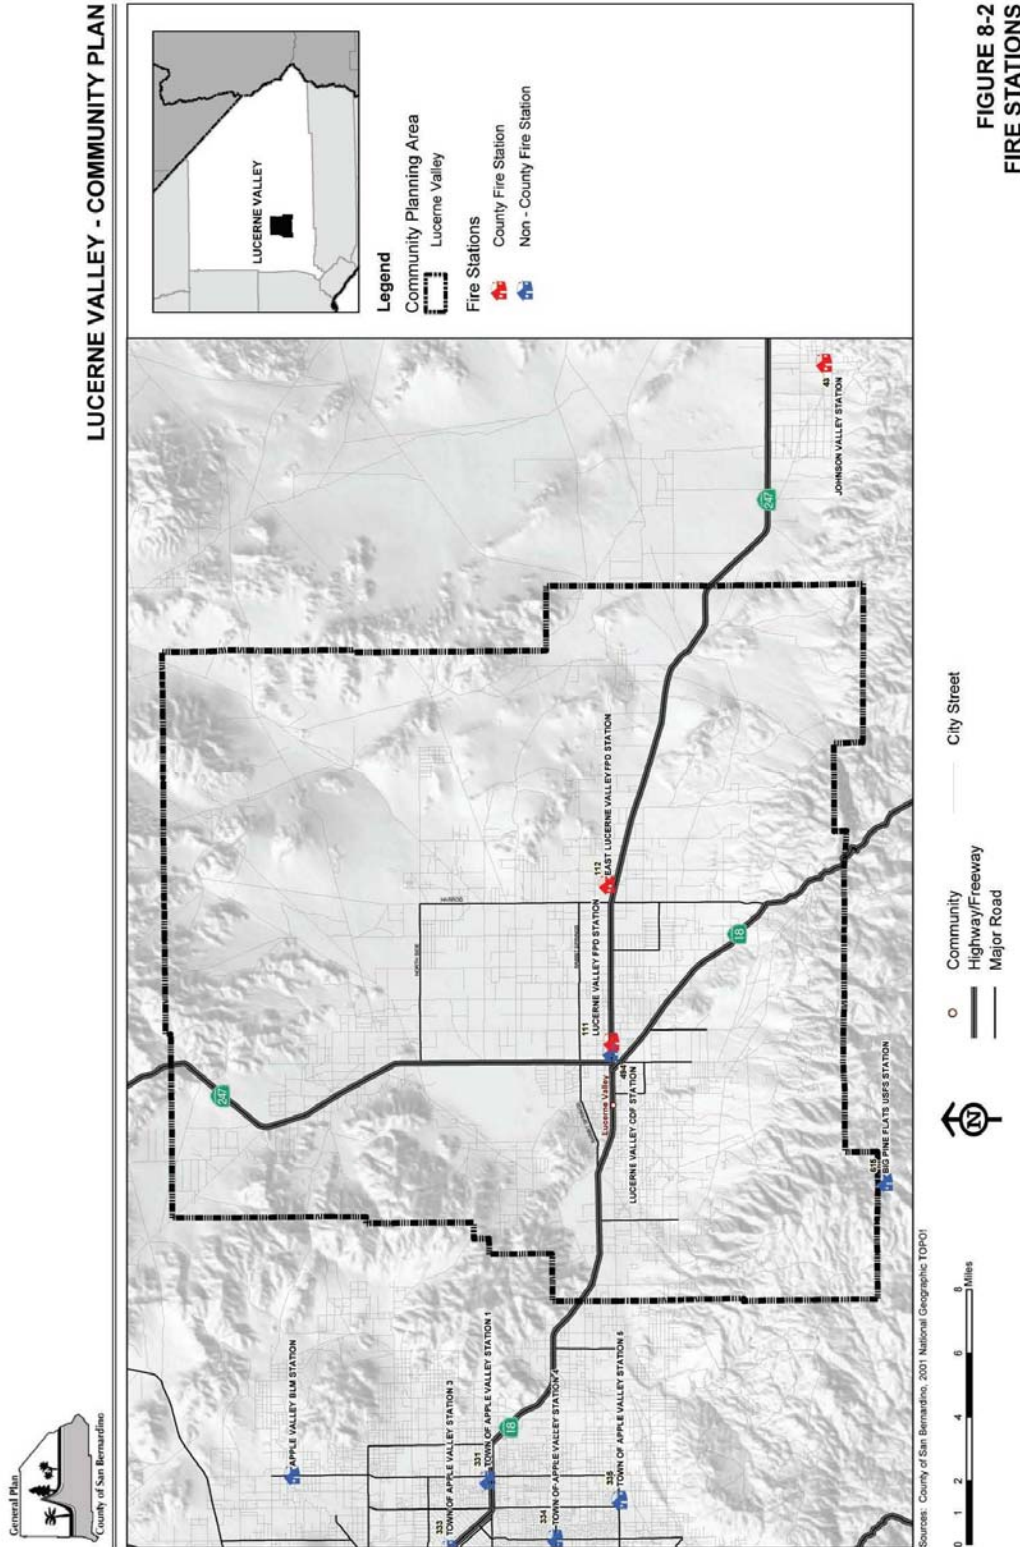 General Plan
County of San Bernardino
LUCERNE VALLEY - COMMUNITY PLAN
APPLE VALLEY BLM STATION
333
TOWN OF APPLE VALLEY STATION 3
331
TOWN OF APPLE VALLEY STATION 1
18
334
TOWN OF APPLE VALLEY STATION 4
335
TOWN OF APPLE VALLEY STATION 5
247
NORTH SIDE
HARROD
111
LUCERNE VALLEY FPD STATION
112
EAST LUCERNE VALLEY FPD STATION
Lucerne Valley
494
LUCERNE VALLEY CDF STATION
18
247
43
JOHNSON VALLEY STATION
615
BIG PINE FLATS USFS STATION
LUCERNE VALLEY
Legend
Community Planning Area
Lucerne Valley
Fire Stations
County Fire Station
Non - County Fire Station
Sources: County of San Bernardino, 2001 National Geographic TOPO!
0 1 2 4 6 8
Miles
N
Community
Highway/Freeway
Major Road
City Street
FIGURE 8-2
FIRE STATIONS